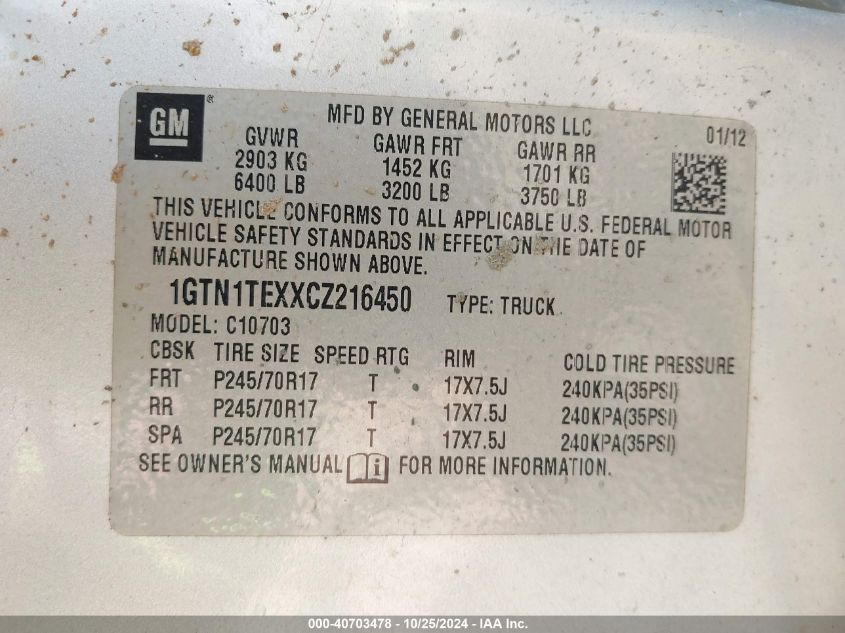 GM®
MFD BY GENERAL MOTORS LLC 01/12
GVWR GAWR FRT GAWR RR
2903 KG 1452 KG 1701 KG
6400 LB 3200 LB 3750 LB
THIS VEHICLE CONFORMS TO ALL APPLICABLE U.S. FEDERAL MOTOR
VEHICLE SAFETY STANDARDS IN EFFECT ON THE DATE OF
MANUFACTURE SHOWN ABOVE.
1GTN1TEXXCZ216450 TYPE: TRUCK
MODEL: C10703
CBSK TIRE SIZE SPEED RTG RIM COLD TIRE PRESSURE
FRT P245/70R17 T 17X7.5J 240KPA(35PSI)
RR P245/70R17 T 17X7.5J 240KPA(35PSI)
SPA P245/70R17 T 17X7.5J 240KPA(35PSI)
SEE OWNER'S MANUAL FOR MORE INFORMATION.
000-40703478 - 10/25/2024 - IAA Inc.